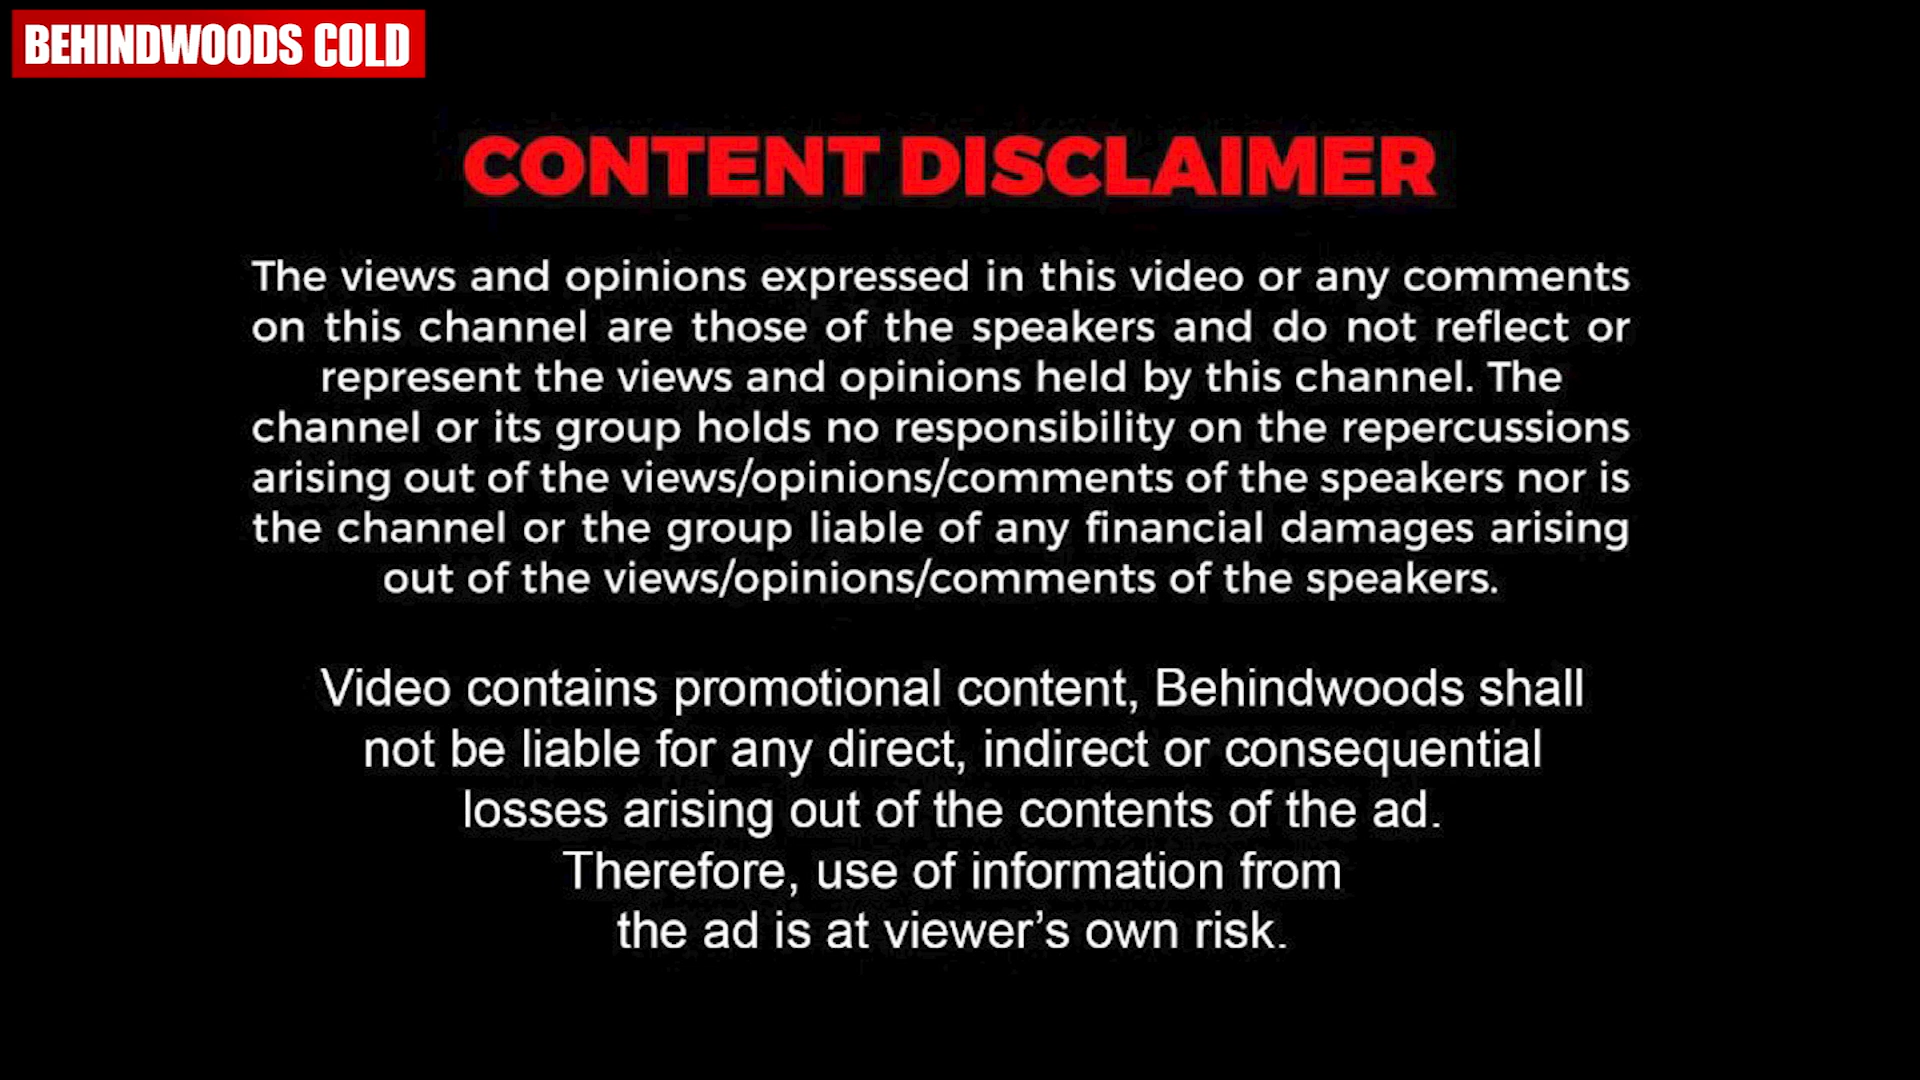 BEHINDWOODS COLD
CONTENT DISCLAIMER
The views and opinions expressed in this video or any comments
on this channel are those of the speakers and do not reflect or
represent the views and opinions held by this channel. The
channel or its group holds no responsibility on the repercussions
arising out of the views/opinions/comments of the speakers nor is
the channel or the group liable of any financial damages arising
out of the views/opinions/comments of the speakers.
Video contains promotional content, Behindwoods shall
not be liable for any direct, indirect or consequential
losses arising out of the contents of the ad.
Therefore, use of information from
the ad is at viewer’s own risk.